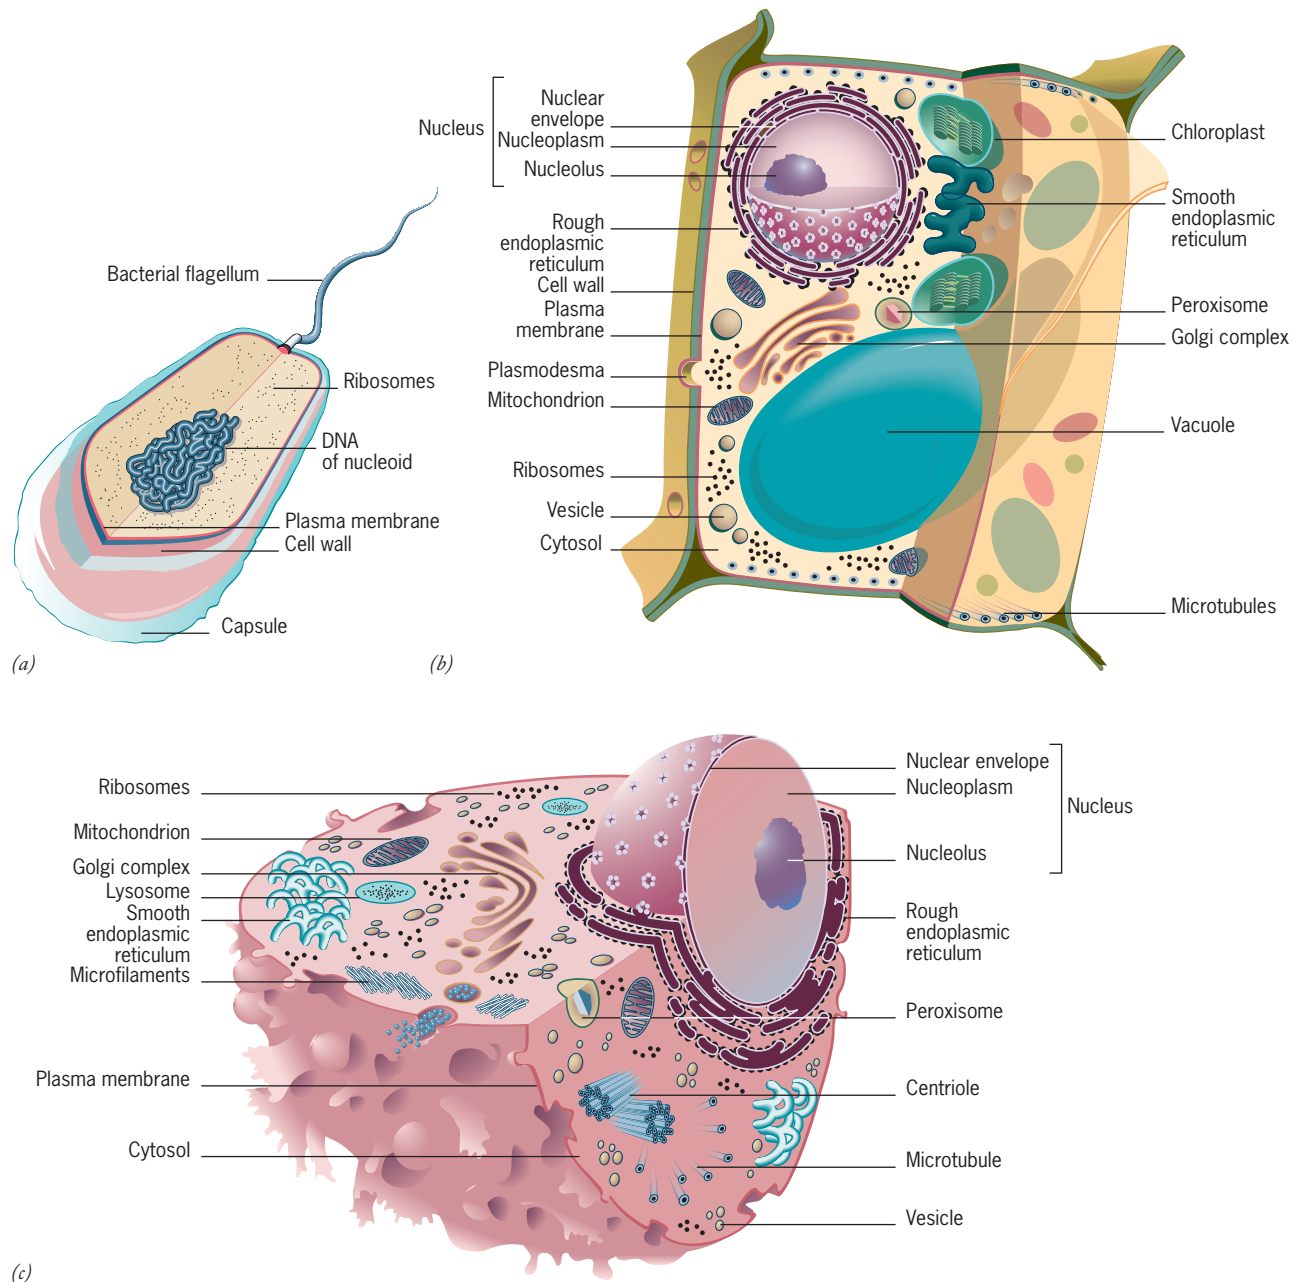 Bacterial flagellum
Ribosomes
DNA
of nucleoid
Plasma membrane
Cell wall
Capsule
(a)
Nucleus
Nuclear
envelope
Nucleoplasm
Nucleolus
Rough
endoplasmic
reticulum
Cell wall
Plasma
membrane
Plasmodesma
Mitochondrion
Ribosomes
Vesicle
Cytosol
Chloroplast
Smooth
endoplasmic
reticulum
Peroxisome
Golgi complex
Vacuole
Microtubules
(b)
Ribosomes
Mitochondrion
Golgi complex
Lysosome
Smooth
endoplasmic
reticulum
Microfilaments
Plasma membrane
Cytosol
Nuclear envelope
Nucleoplasm
Nucleus
Nucleolus
Rough
endoplasmic
reticulum
Peroxisome
Centriole
Microtubule
Vesicle
(c)